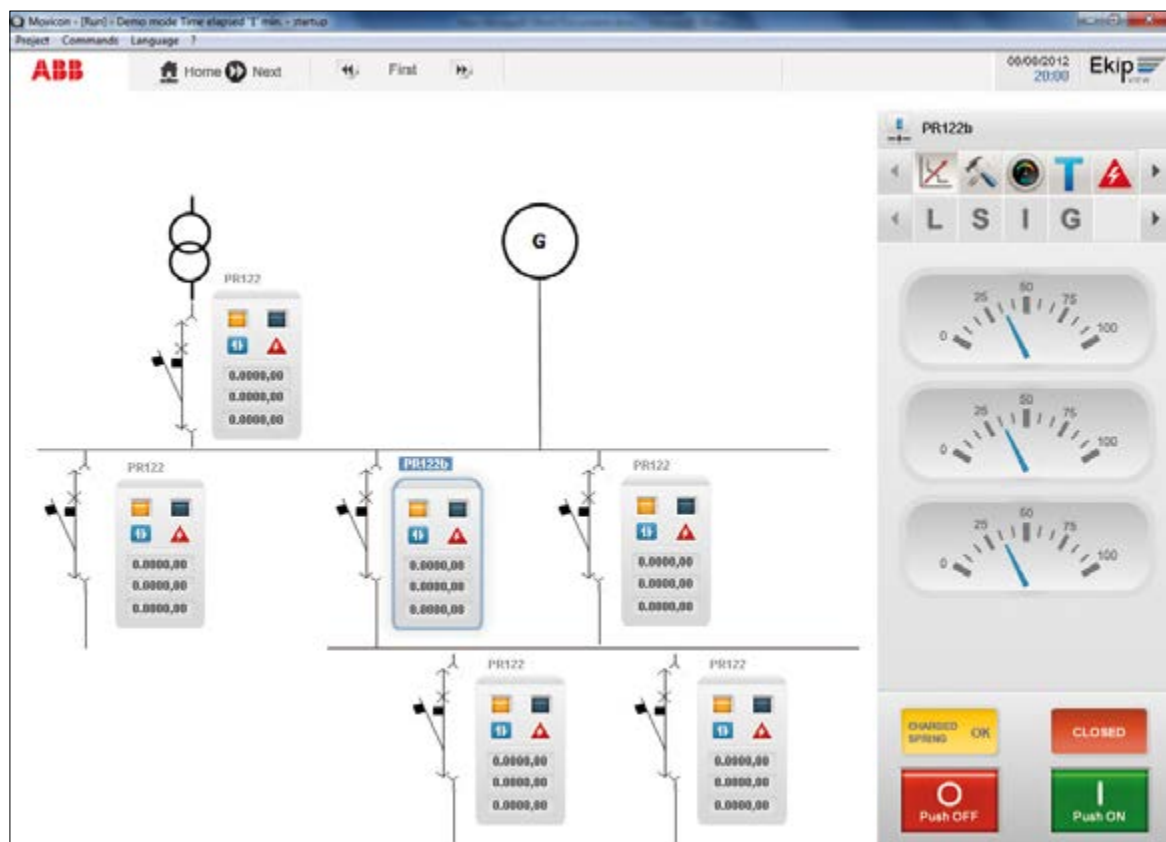 Movicon - [Run] - Demo mode Time elapsed '1' min. - startup
Project Commands Language ?
ABB Home Next First 20:00 Ekip
VIEW
PR122b
L S I G
G
PR122
0.0000,00
0.0000,00
0.0000,00
0 25 50 75 100
0 25 50 75 100
0 25 50 75 100
PR122
0.0000,00
0.0000,00
0.0000,00
PR122b
0.0000,00
0.0000,00
0.0000,00
PR122
0.0000,00
0.0000,00
0.0000,00
PR122
0.0000,00
0.0000,00
0.0000,00
PR122
0.0000,00
0.0000,00
0.0000,00
CHARGED
SPRING OK
CLOSED
Push OFF
Push ON